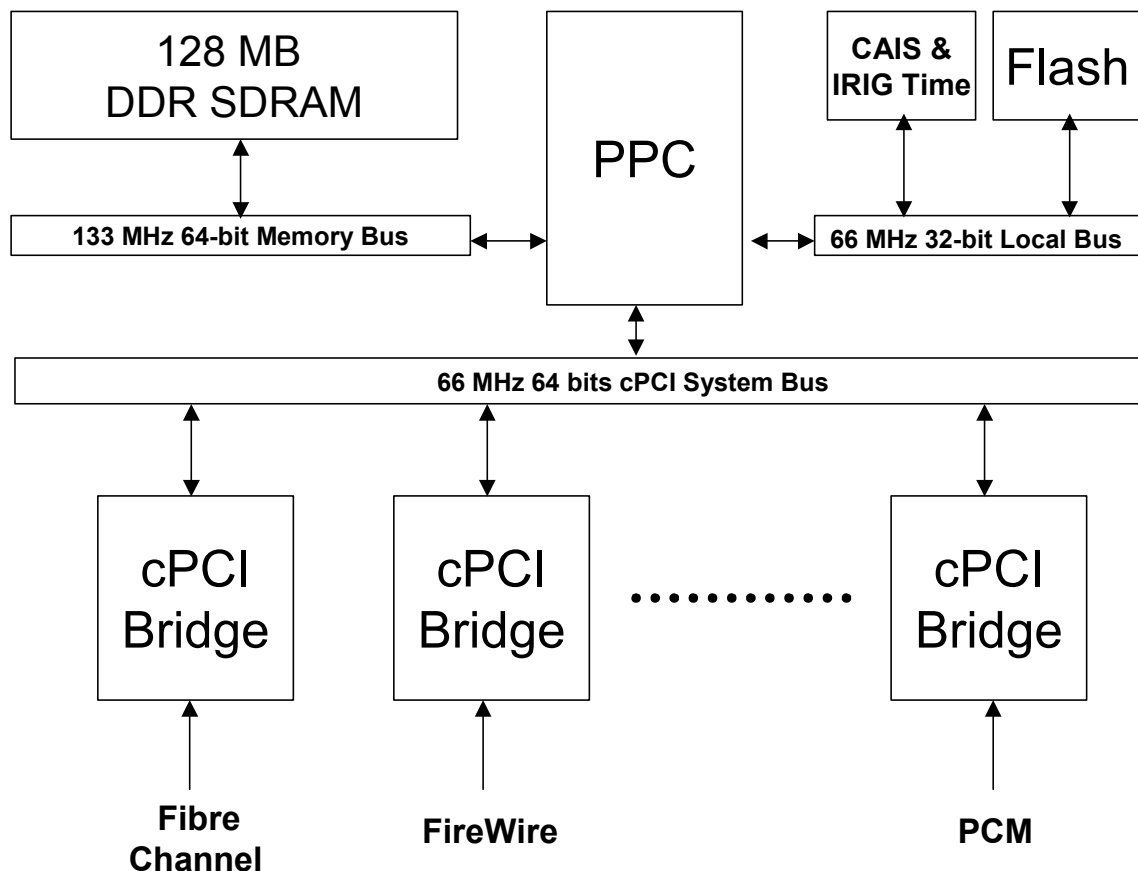 128 MB
DDR SDRAM
PPC
CAIS &
IRIG Time
Flash
133 MHz 64-bit Memory Bus
66 MHz 32-bit Local Bus
66 MHz 64 bits cPCI System Bus
cPCI
Bridge
cPCI
Bridge
cPCI
Bridge
Fibre
Channel
FireWire
PCM